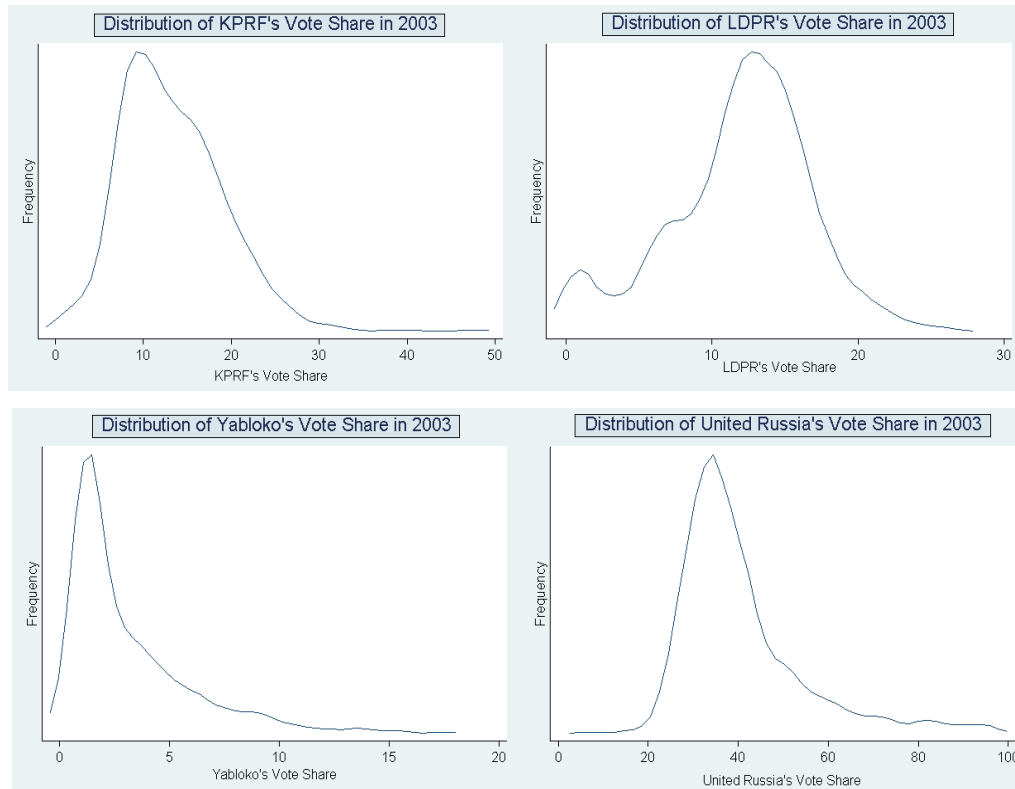 Distribution of KPRF's Vote Share in 2003
Frequency
0 10 20 30 40 50
KPRF's Vote Share
Distribution of LDPR's Vote Share in 2003
Frequency
0 10 20 30
LDPR's Vote Share
Distribution of Yabloko's Vote Share in 2003
Frequency
0 5 10 15 20
Yabloko's Vote Share
Distribution of United Russia's Vote Share in 2003
Frequency
0 20 40 60 80 100
United Russia's Vote Share